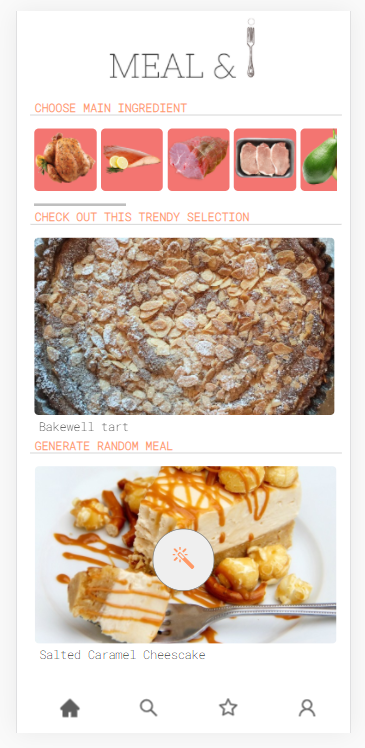 MEAL &
CHOOSE MAIN INGREDIENT
CHECK OUT THIS TRENDY SELECTION
Bakewell tart
GENERATE RANDOM MEAL
Salted Caramel Cheescake